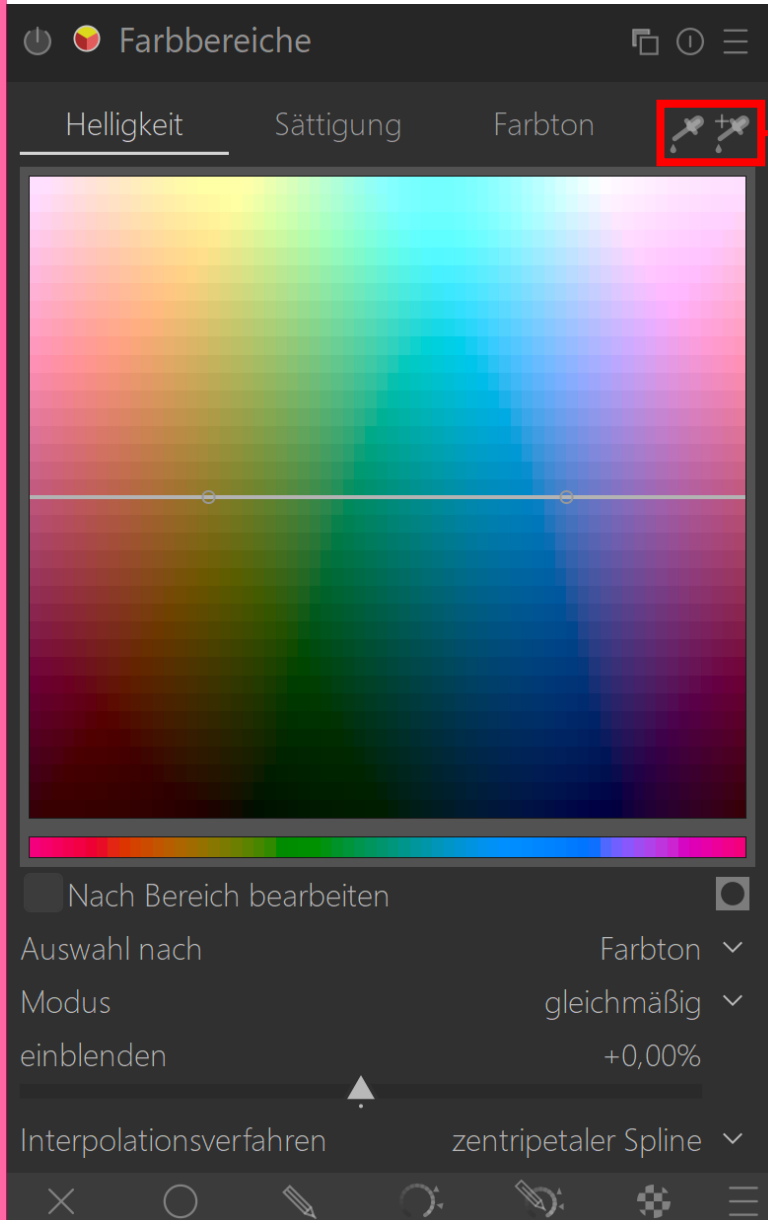 Farbbereiche
Helligkeit Sättigung Farbton
Nach Bereich bearbeiten
Auswahl nach Farbton
Modus gleichmäßig
einblenden +0,00%
Interpolationsverfahren zentripetaler Spline